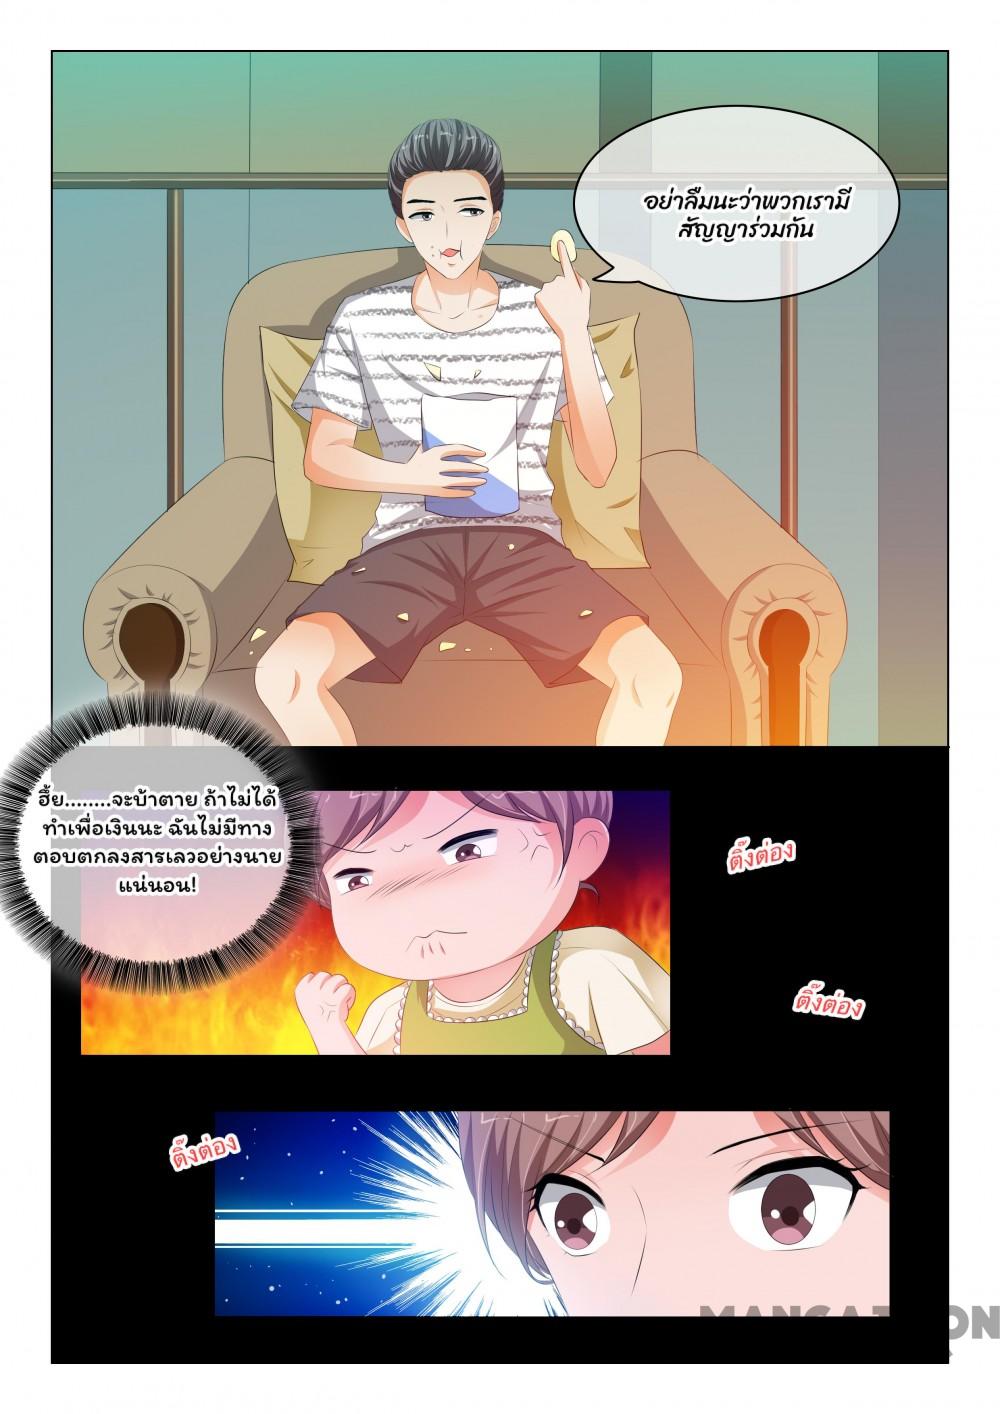 อย่าลืมนะว่าพวกเรามี
สัญญาร่วมกัน
ฮึ้ย........จะบ้าตาย ถ้าไม่ได้
ทำเพื่อเงินนะ ฉันไม่มีทาง
ตอบตกลงสารเลวอย่างนาย
แน่นอน!
ติ๊งต่อง
ติ๊งต่อง
ติ๊งต่อง